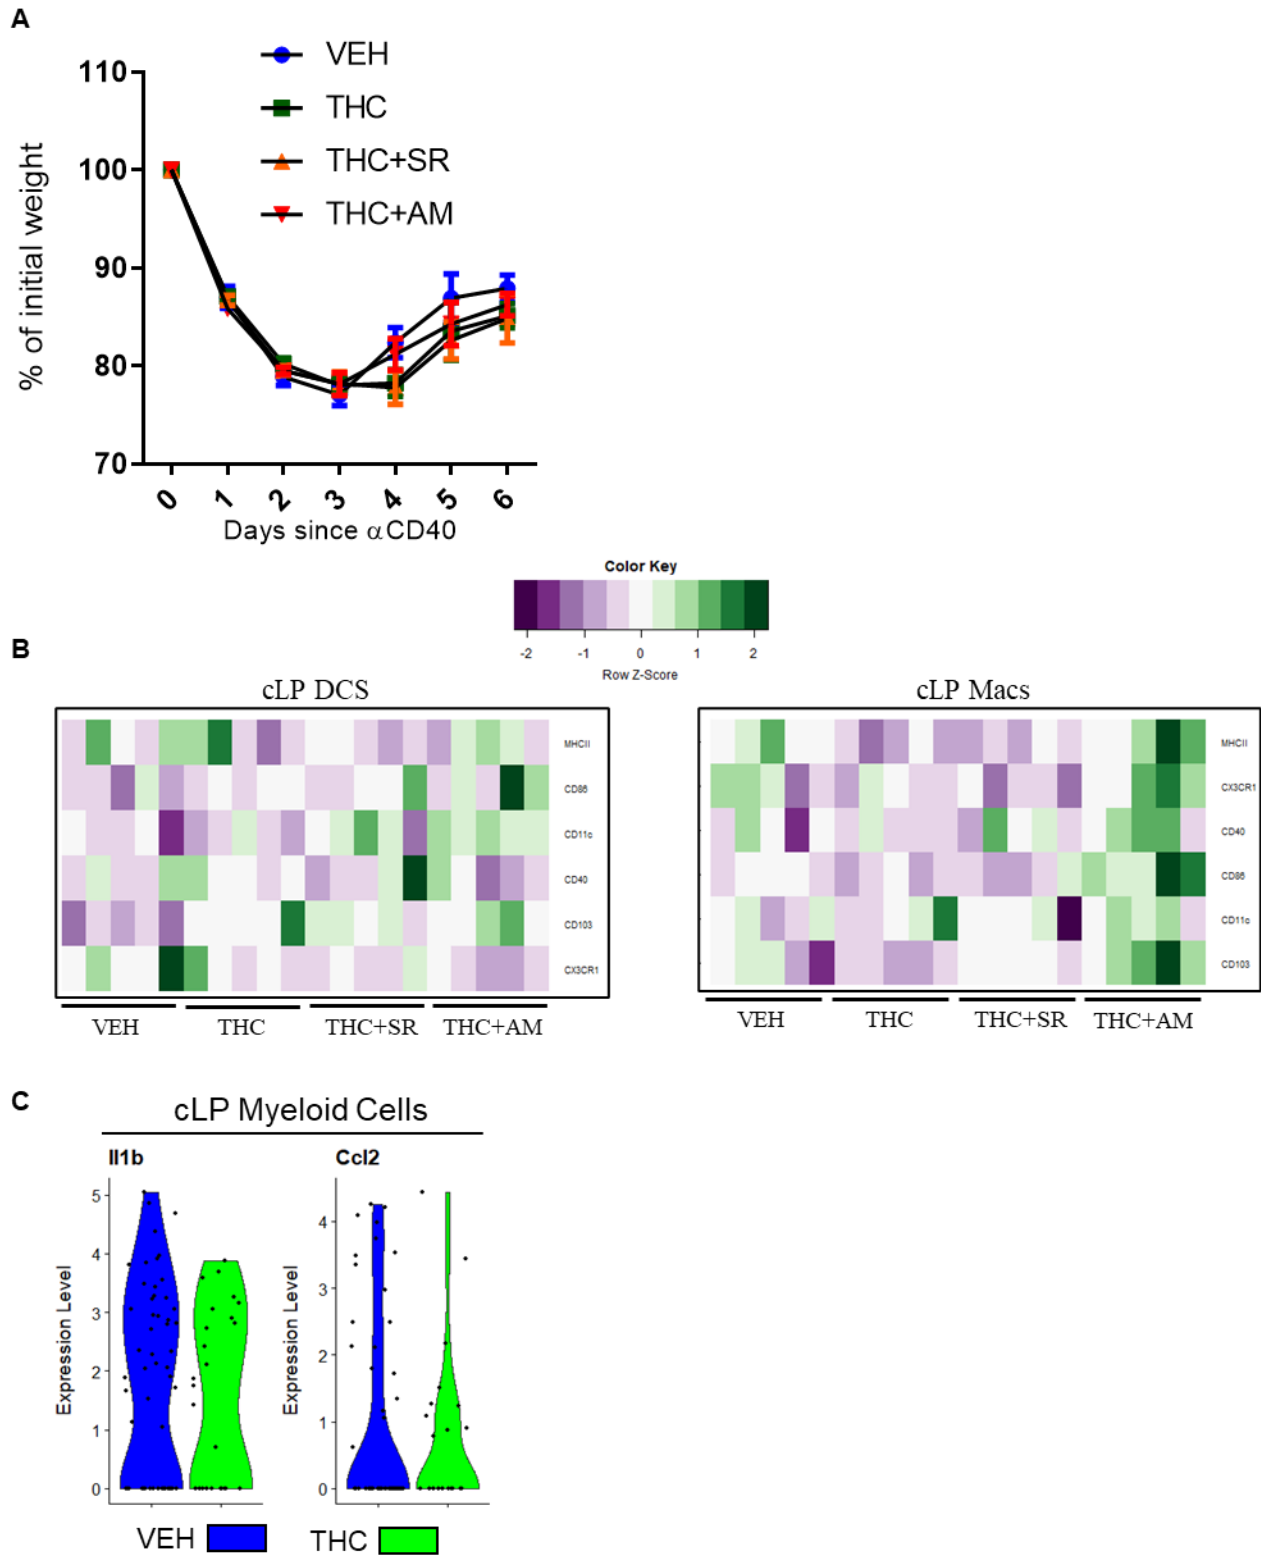 A
VEH
THC
THC+SR
THC+AM
110
100
90
80
70
% of initial weight
0 1 2 3 4 5 6
Days since αCD40
Color Key
-2 -1 0 1 2
Row Z-Score
B
cLP DCS
MHCII
CD86
CD11c
CD40
CD103
CX3CR1
VEH THC THC+SR THC+AM
cLP Macs
MHCII
CX3CR1
CD40
CD86
CD11c
CD103
VEH THC THC+SR THC+AM
C
cLP Myeloid Cells
Il1b
Expression Level
5
4
3
2
1
0
Ccl2
Expression Level
4
3
2
1
0
VEH THC